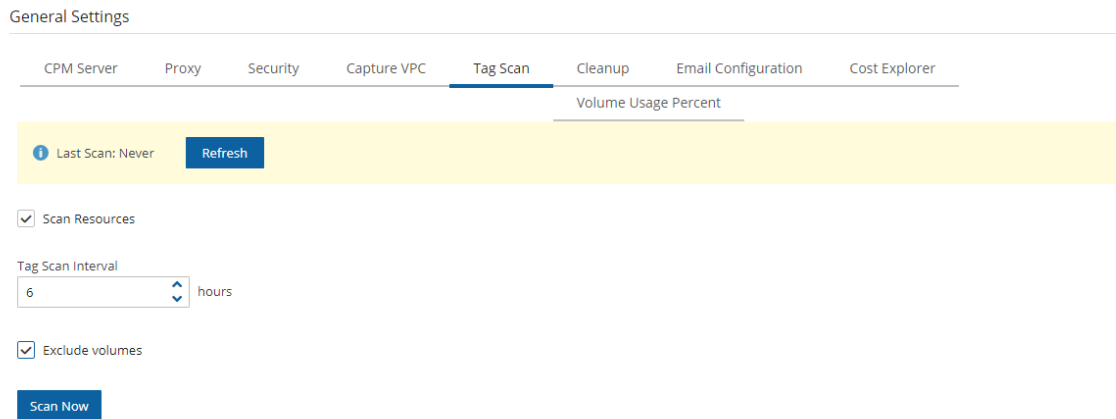 General Settings
CPM Server Proxy Security Capture VPC Tag Scan Cleanup Email Configuration Cost Explorer
Volume Usage Percent
Last Scan: Never Refresh
Scan Resources
Tag Scan Interval
6 hours
Exclude volumes
Scan Now